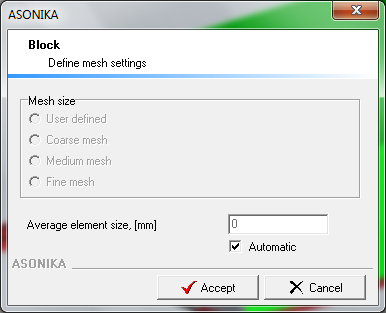 ASONIKA
Block
Define mesh settings
Mesh size
User defined
Coarse mesh
Medium mesh
Fine mesh
Average element size, [mm]
0
Automatic
ASONIKA
Accept
Cancel